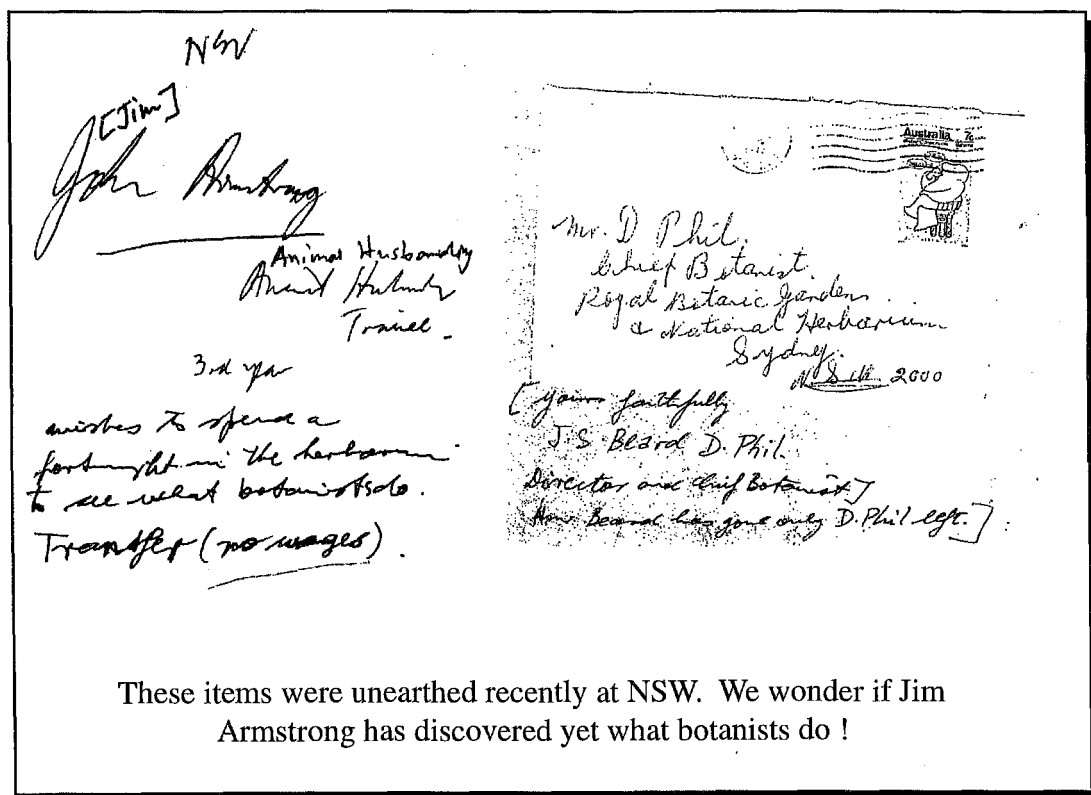 NSW
[Jim]
John Armstrong
Animal Husbandry
Animal Husbandry
Trainee.
3rd year
wishes to spend a
fortnight in the herbarium
to see what botanists do.
Transfer (no wages).
Australia 7c
Mr. D Phil,
Chief Botanist.
Royal Botanic Gardens
& National Herbarium
Sydney.
N.S.W. 2000
[Yours faithfully
J.S. Beard D. Phil.
Director and Chief Botanist.]
Now Beard has gone only D. Phil left.]
These items were unearthed recently at NSW. We wonder if Jim
Armstrong has discovered yet what botanists do !